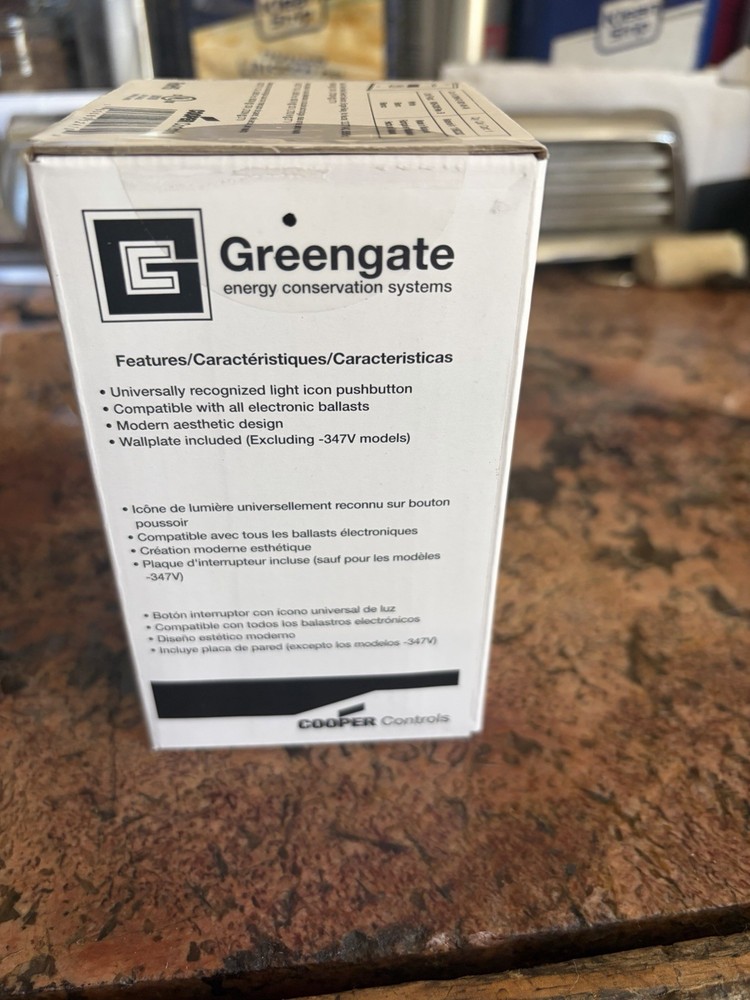 Greengate
energy conservation systems
Features/Caractéristiques/Caracteristicas
• Universally recognized light icon pushbutton
• Compatible with all electronic ballasts
• Modern aesthetic design
• Wallplate included (Excluding -347V models)
• Icône de lumière universellement reconnu sur bouton
poussoir
• Compatible avec tous les ballasts électroniques
• Création moderne esthétique
• Plaque d'interrupteur incluse (sauf pour les modèles
-347V)
• Botón interruptor con ícono universal de luz
• Compatible con todos los balastros electrónicos
• Diseño estético moderno
• Incluye placa de pared (excepto los modelos -347V)
COOPER Controls